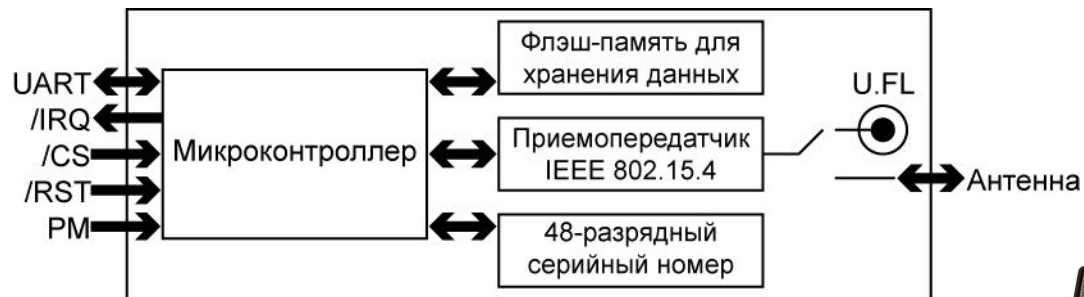 UART
/IRQ
/CS
/RST
PM
Микроконтроллер
Флэш-память для
хранения данных
Приемопередатчик
IEEE 802.15.4
48-разрядный
серийный номер
U.FL
Антенна